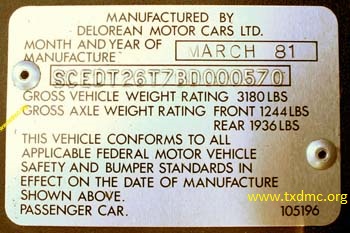 MANUFACTURED BY
DELOREAN MOTOR CARS LTD.
MONTH AND YEAR OF
MANUFACTURE MARCH 81
SCEDT26T7BD000570
GROSS VEHICLE WEIGHT RATING 3180 LBS
GROSS AXLE WEIGHT RATING FRONT 1244 LBS
REAR 1936 LBS
THIS VEHICLE CONFORMS TO ALL
APPLICABLE FEDERAL MOTOR VEHICLE
SAFETY AND BUMPER STANDARDS IN
EFFECT ON THE DATE OF MANUFACTURE
SHOWN ABOVE.
PASSENGER CAR. 105196
www.txdmc.org